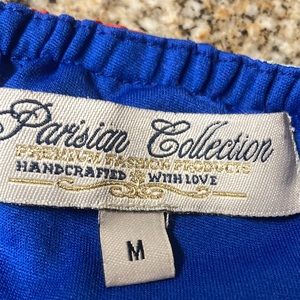 Parisian Collection
PREMIUM FASHION PRODUCTS
HANDCRAFTED WITH LOVE
M